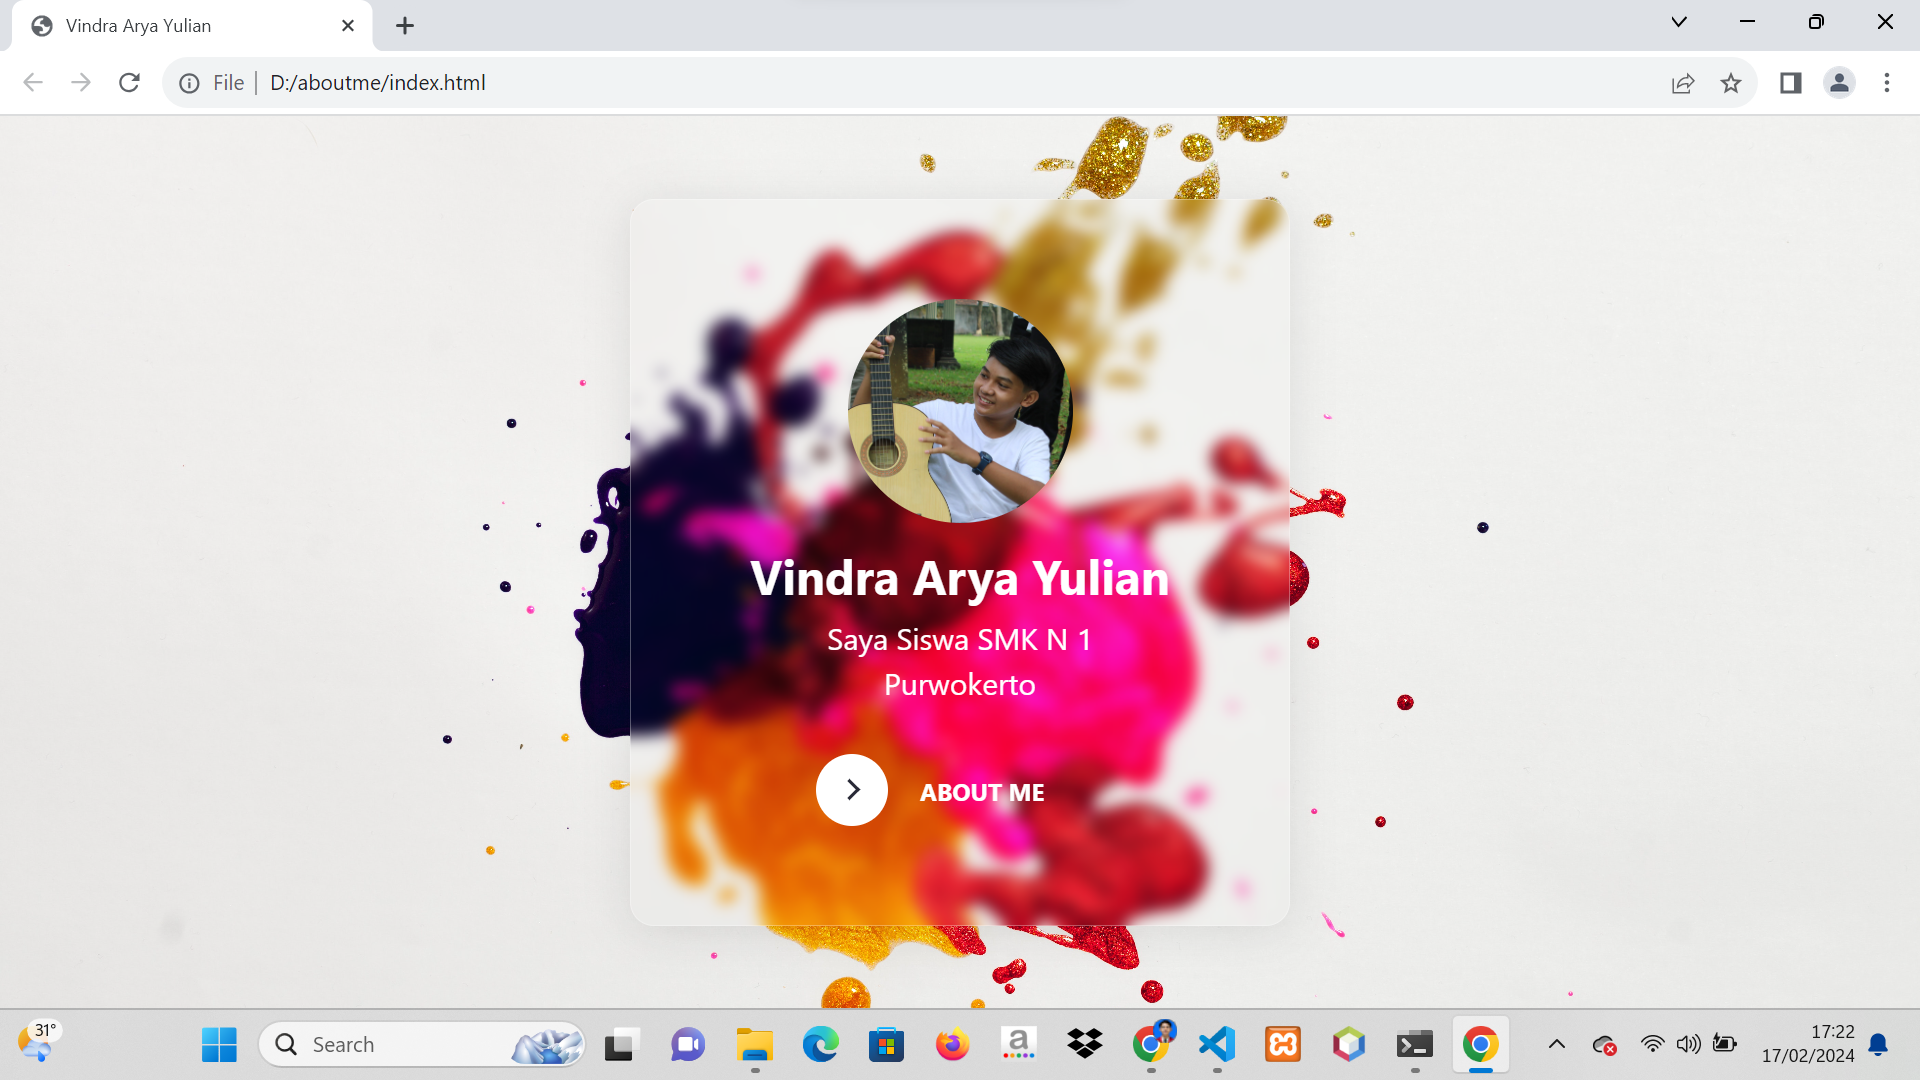 Vindra Arya Yulian
File
D:/aboutme/index.html
Vindra Arya Yulian
Saya Siswa SMK N 1
Purwokerto
ABOUT ME
31°
Search
a
17:22
17/02/2024